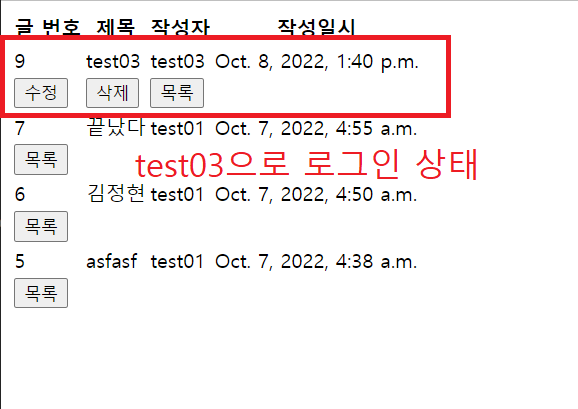 글 번호 제목 작성자 작성일시
9 test03 test03 Oct. 8, 2022, 1:40 p.m.
수정 삭제 목록
7 끝났다 test01 Oct. 7, 2022, 4:55 a.m.
목록
test03으로 로그인 상태
6 김정현 test01 Oct. 7, 2022, 4:50 a.m.
목록
5 asfasf test01 Oct. 7, 2022, 4:38 a.m.
목록